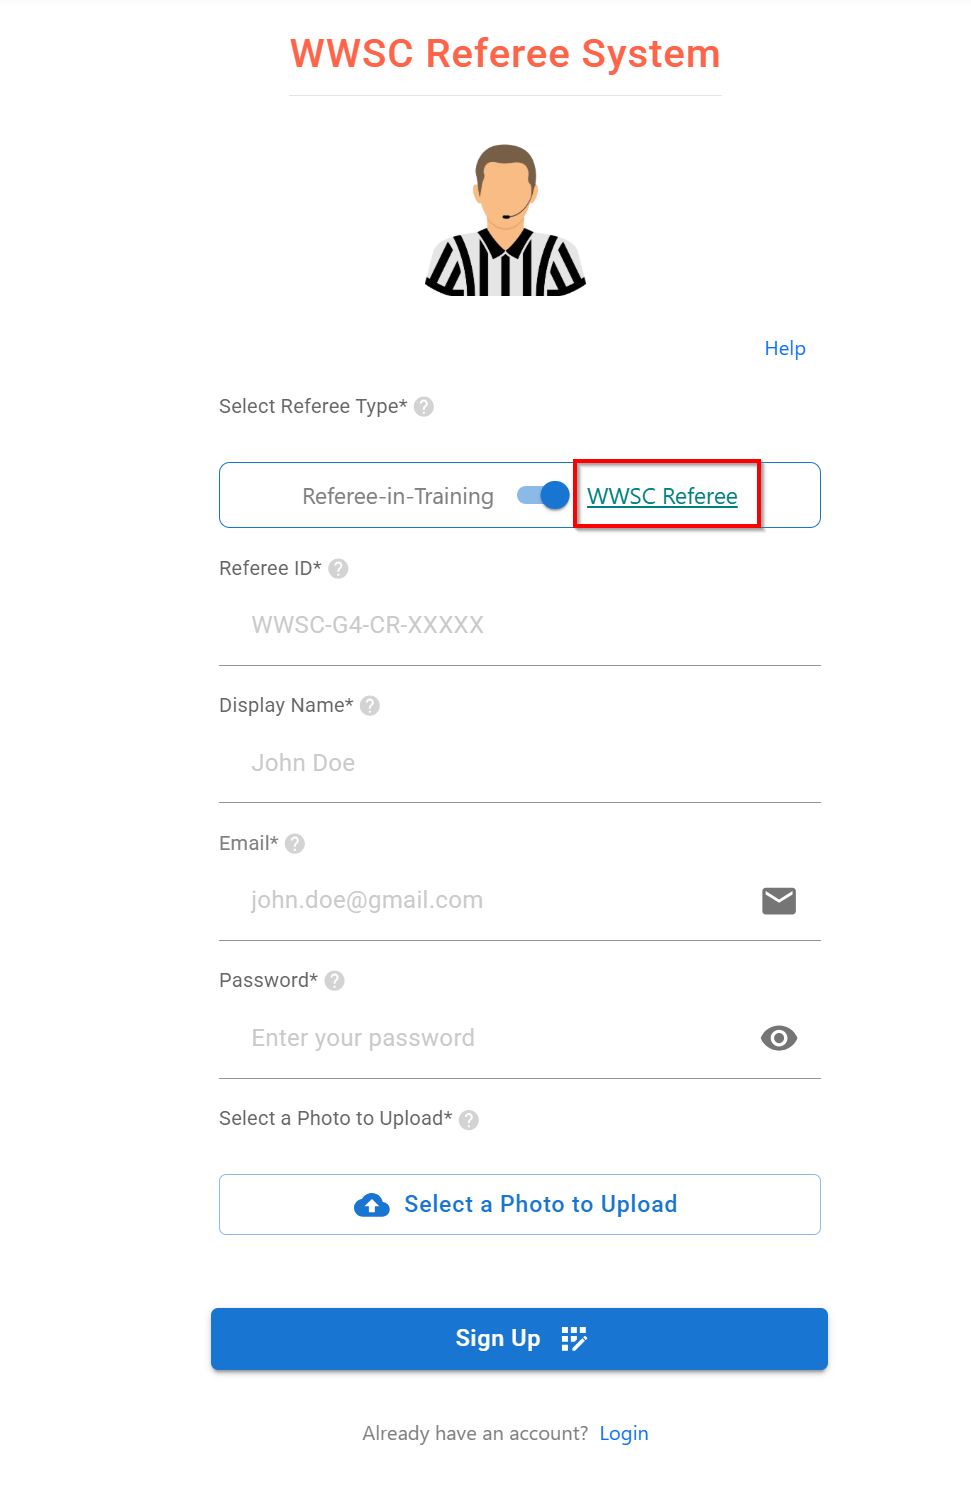 WWSC Referee System
Help
Select Referee Type* ?
Referee-in-Training WWSC Referee
Referee ID* ?
WWSC-G4-CR-XXXXX
Display Name* ?
John Doe
Email* ?
john.doe@gmail.com
Password* ?
Enter your password
Select a Photo to Upload* ?
Select a Photo to Upload
Sign Up
Already have an account? Login